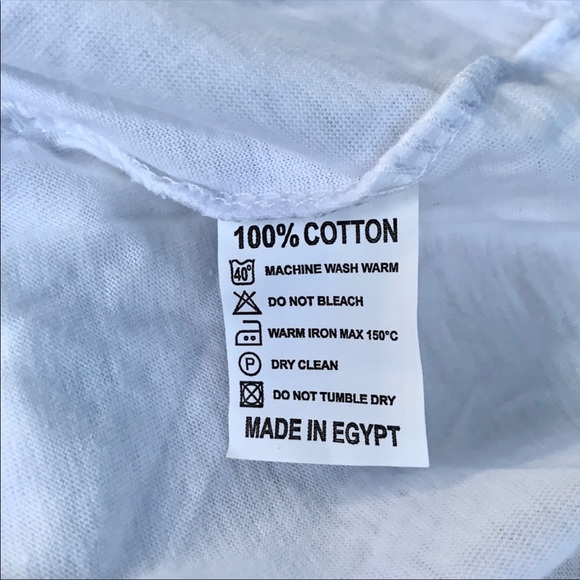 100% COTTON
40° MACHINE WASH WARM
DO NOT BLEACH
WARM IRON MAX 150°C
P DRY CLEAN
DO NOT TUMBLE DRY
MADE IN EGYPT